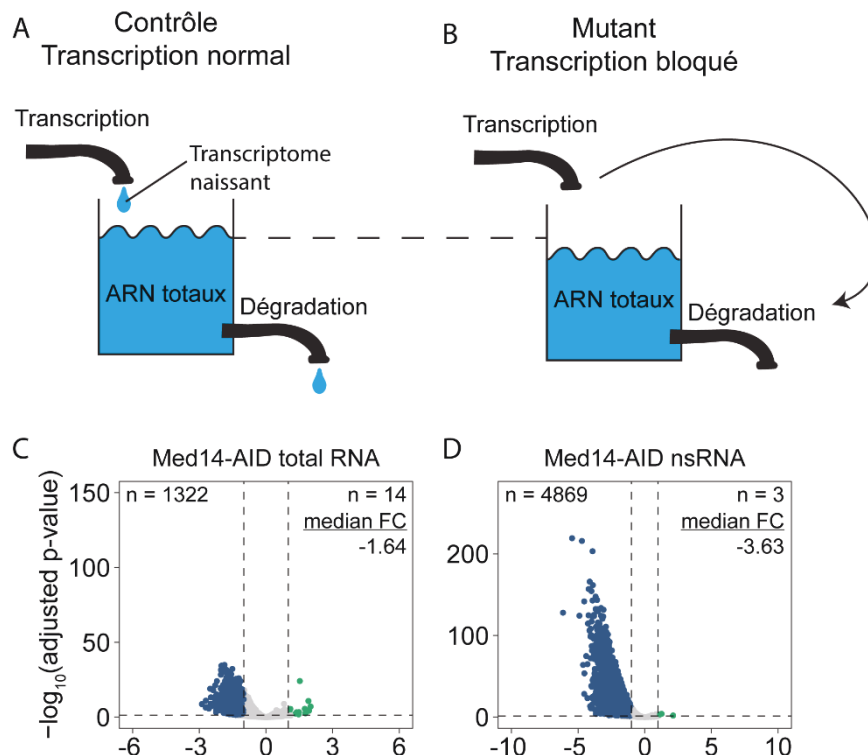 A
Contrôle
Transcription normal
Transcription
Transcriptome
naissant
ARN totaux
Dégradation
B
Mutant
Transcription bloqué
Transcription
ARN totaux
Dégradation
C
Med14-AID total RNA
n = 1322
n = 14
median FC
-1.64
−log10(adjusted p-value)
150
100
50
0
-6
-3
0
3
6
D
Med14-AID nsRNA
n = 4869
n = 3
median FC
-3.63
200
100
0
-10
-5
0
5
10